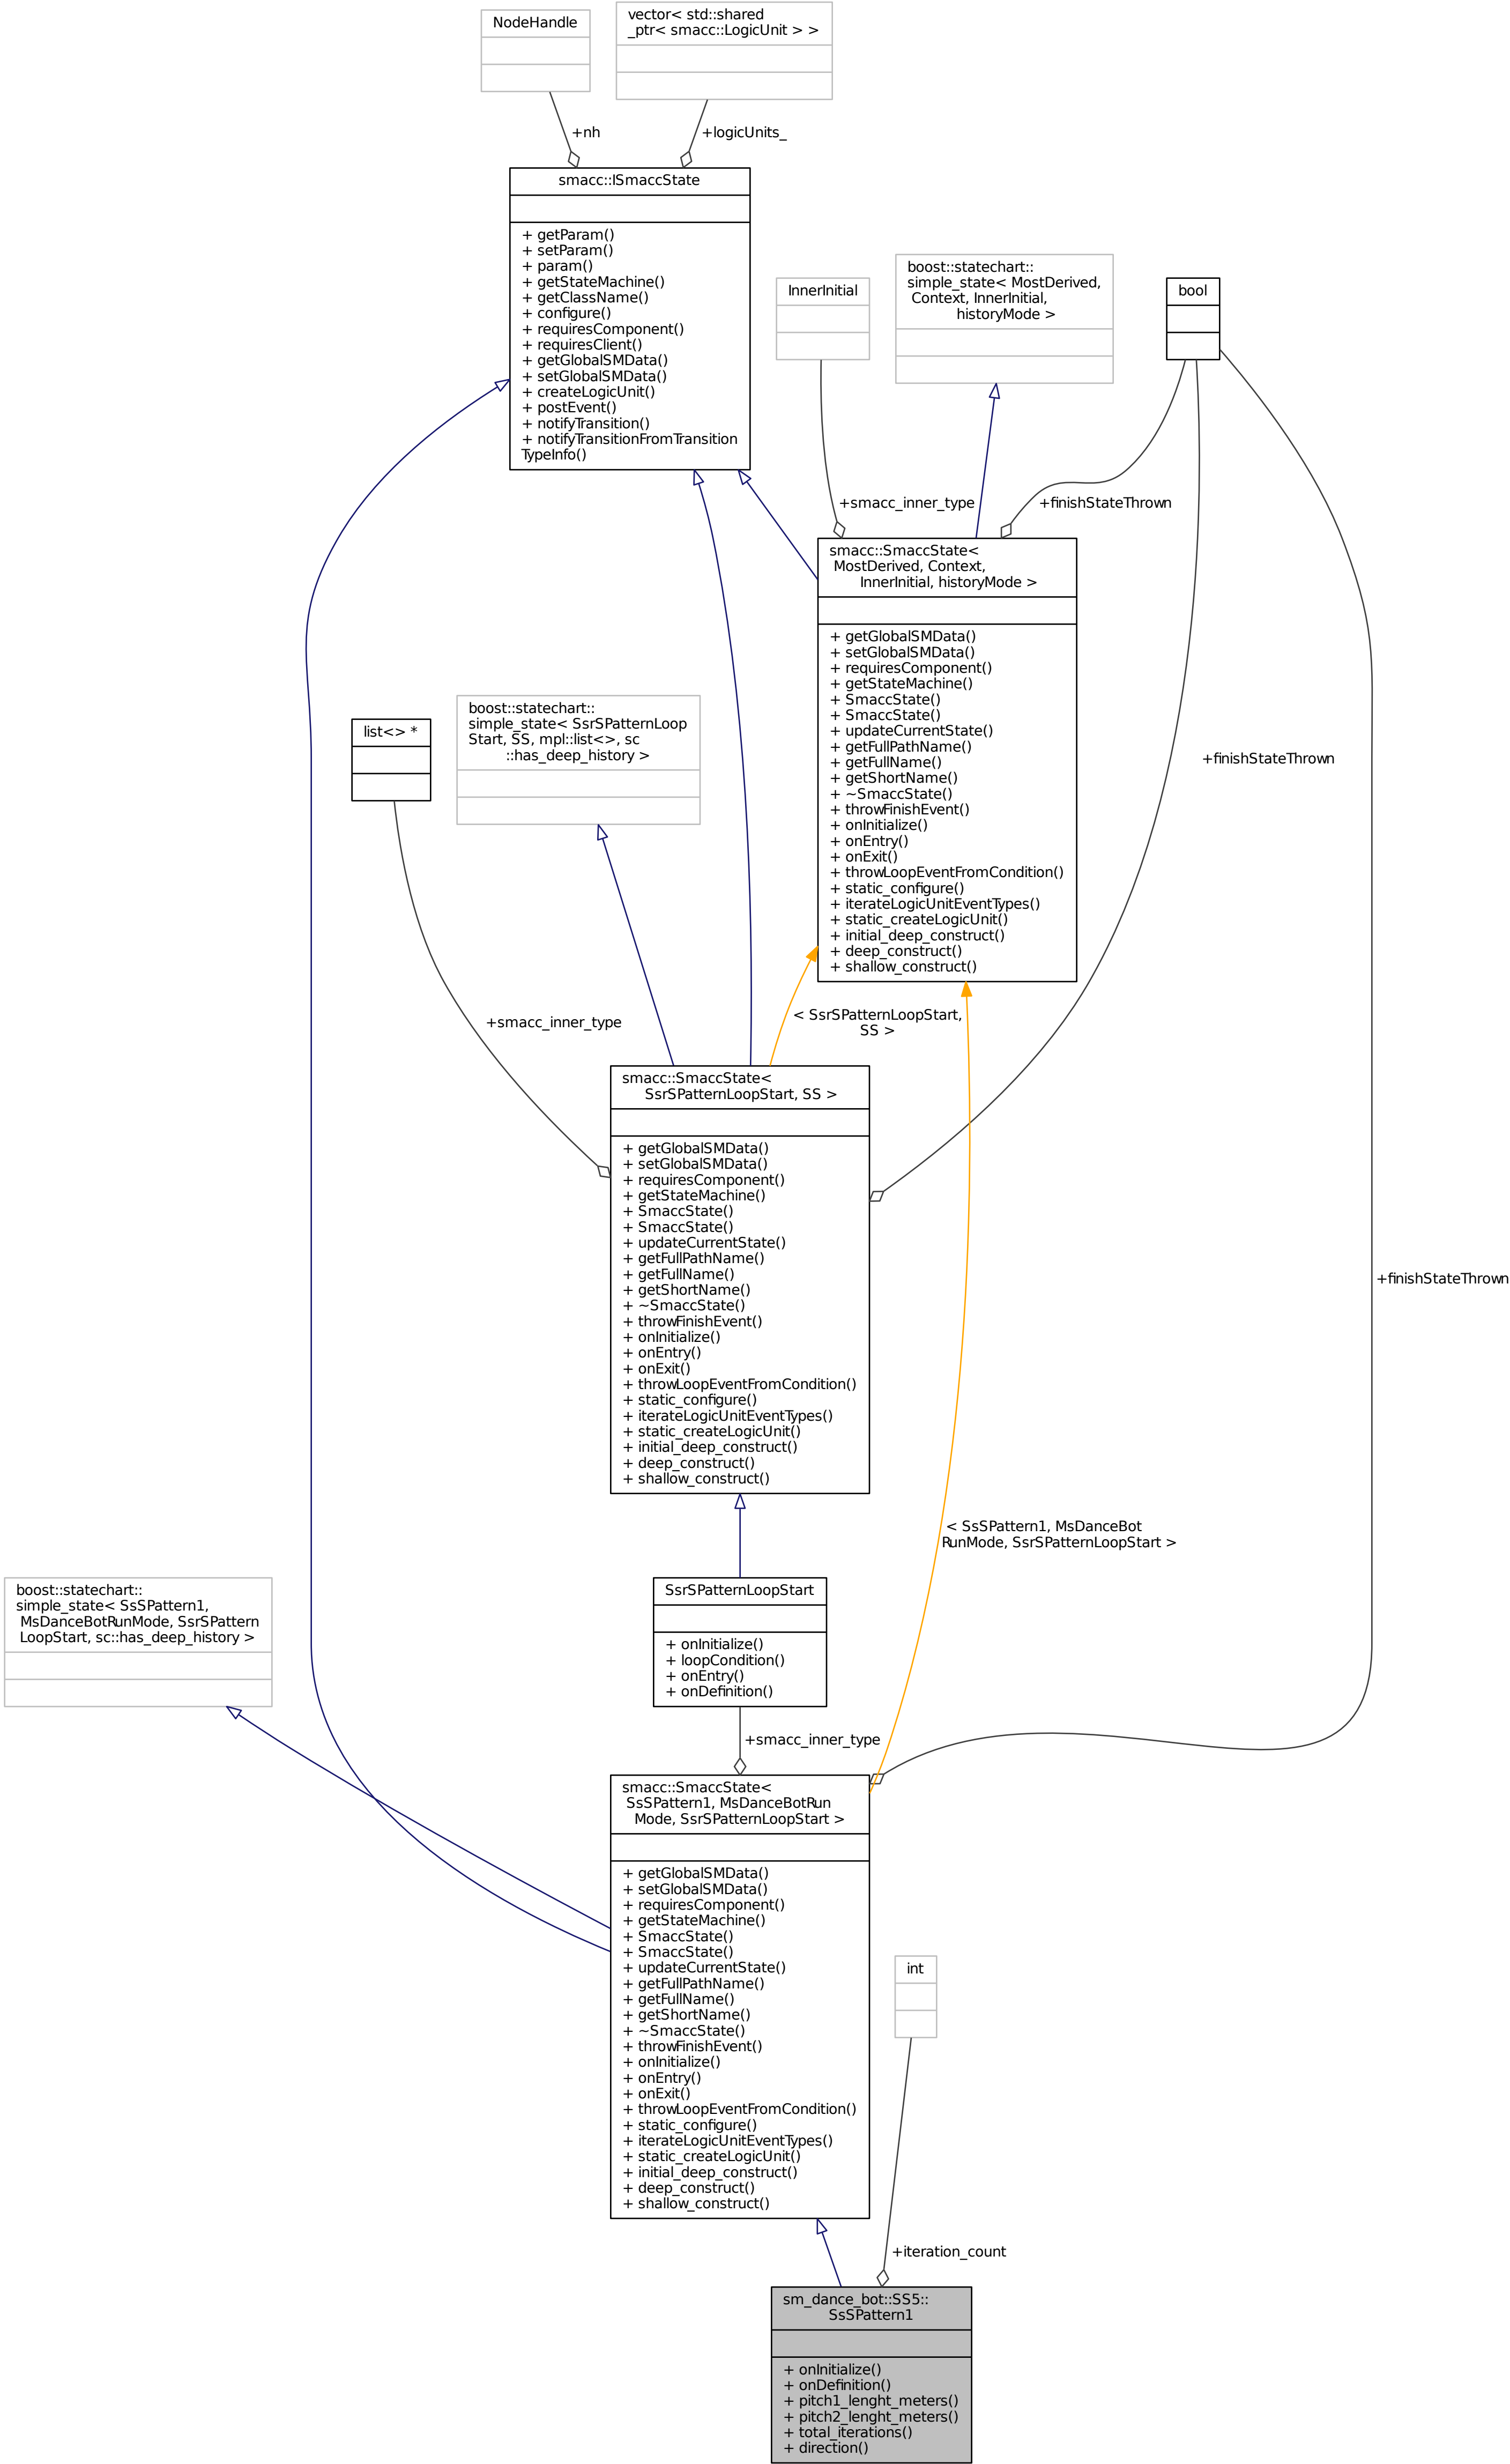 NodeHandle
vector< std::shared
_ptr< smacc::LogicUnit > >
+nh
+logicUnits_
smacc::ISmaccState
+ getParam()
+ setParam()
+ param()
+ getStateMachine()
+ getClassName()
+ configure()
+ requiresComponent()
+ requiresClient()
+ getGlobalSMData()
+ setGlobalSMData()
+ createLogicUnit()
+ postEvent()
+ notifyTransition()
+ notifyTransitionFromTransition
TypeInfo()
InnerInitial
boost::statechart::
simple_state< MostDerived,
Context, InnerInitial,
historyMode >
bool
+smacc_inner_type
+finishStateThrown
smacc::SmaccState<
MostDerived, Context,
InnerInitial, historyMode >
+ getGlobalSMData()
+ setGlobalSMData()
+ requiresComponent()
+ getStateMachine()
+ SmaccState()
+ SmaccState()
+ updateCurrentState()
+ getFullPathName()
+ getFullName()
+ getShortName()
+ ~SmaccState()
+ throwFinishEvent()
+ onInitialize()
+ onEntry()
+ onExit()
+ throwLoopEventFromCondition()
+ static_configure()
+ iterateLogicUnitEventTypes()
+ static_createLogicUnit()
+ initial_deep_construct()
+ deep_construct()
+ shallow_construct()
list<> *
boost::statechart::
simple_state< SsrSPatternLoop
Start, SS, mpl::list<>, sc
::has_deep_history >
+finishStateThrown
+smacc_inner_type
< SsrSPatternLoopStart,
SS >
smacc::SmaccState<
SsrSPatternLoopStart, SS >
+ getGlobalSMData()
+ setGlobalSMData()
+ requiresComponent()
+ getStateMachine()
+ SmaccState()
+ SmaccState()
+ updateCurrentState()
+ getFullPathName()
+ getFullName()
+ getShortName()
+ ~SmaccState()
+ throwFinishEvent()
+ onInitialize()
+ onEntry()
+ onExit()
+ throwLoopEventFromCondition()
+ static_configure()
+ iterateLogicUnitEventTypes()
+ static_createLogicUnit()
+ initial_deep_construct()
+ deep_construct()
+ shallow_construct()
+finishStateThrown
< SsSPattern1, MsDanceBot
RunMode, SsrSPatternLoopStart >
boost::statechart::
simple_state< SsSPattern1,
MsDanceBotRunMode, SsrSPattern
LoopStart, sc::has_deep_history >
SsrSPatternLoopStart
+ onInitialize()
+ loopCondition()
+ onEntry()
+ onDefinition()
+smacc_inner_type
smacc::SmaccState<
SsSPattern1, MsDanceBotRun
Mode, SsrSPatternLoopStart >
+ getGlobalSMData()
+ setGlobalSMData()
+ requiresComponent()
+ getStateMachine()
+ SmaccState()
+ SmaccState()
+ updateCurrentState()
+ getFullPathName()
+ getFullName()
+ getShortName()
+ ~SmaccState()
+ throwFinishEvent()
+ onInitialize()
+ onEntry()
+ onExit()
+ throwLoopEventFromCondition()
+ static_configure()
+ iterateLogicUnitEventTypes()
+ static_createLogicUnit()
+ initial_deep_construct()
+ deep_construct()
+ shallow_construct()
int
+iteration_count
sm_dance_bot::SS5::
SsSPattern1
+ onInitialize()
+ onDefinition()
+ pitch1_lenght_meters()
+ pitch2_lenght_meters()
+ total_iterations()
+ direction()